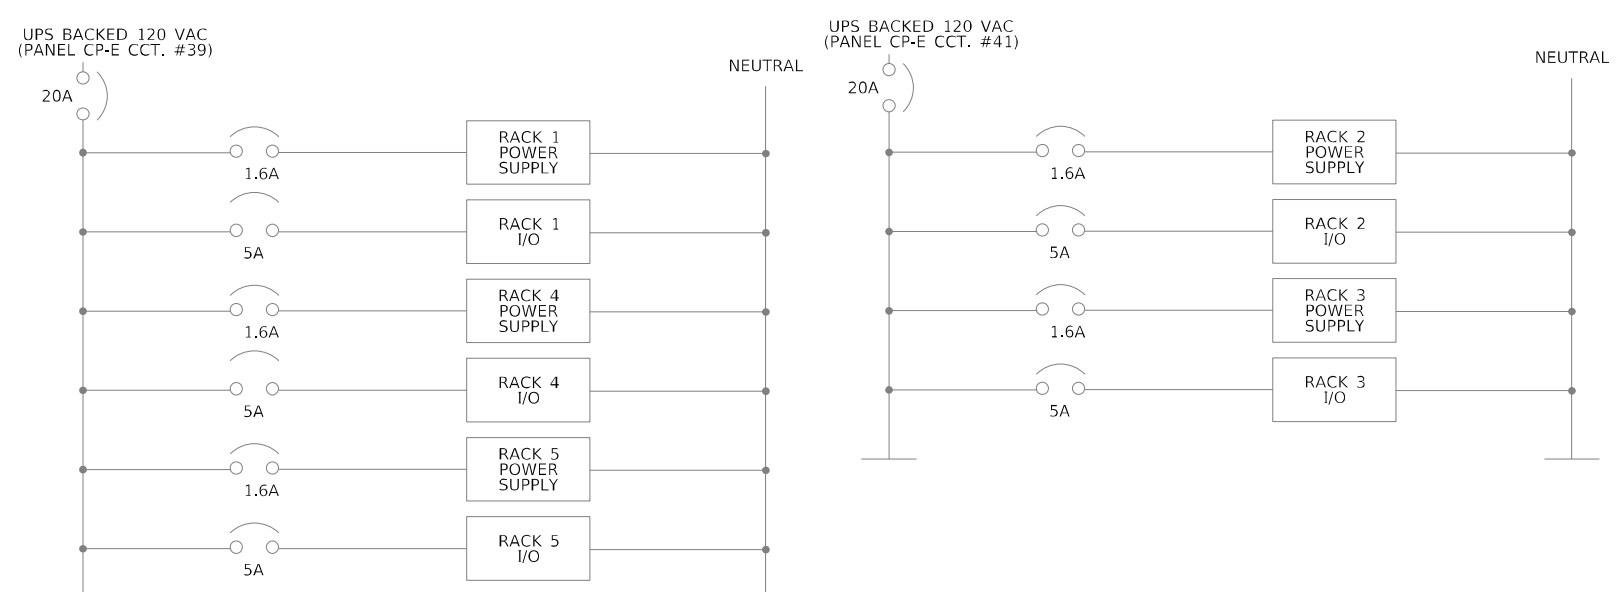 UPS BACKED 120 VAC
(PANEL CP-E CCT. #39)
NEUTRAL
20A
1.6A
RACK 1
POWER
SUPPLY
5A
RACK 1
I/O
1.6A
RACK 4
POWER
SUPPLY
5A
RACK 4
I/O
1.6A
RACK 5
POWER
SUPPLY
5A
RACK 5
I/O
UPS BACKED 120 VAC
(PANEL CP-E CCT. #41)
NEUTRAL
20A
1.6A
RACK 2
POWER
SUPPLY
5A
RACK 2
I/O
1.6A
RACK 3
POWER
SUPPLY
5A
RACK 3
I/O